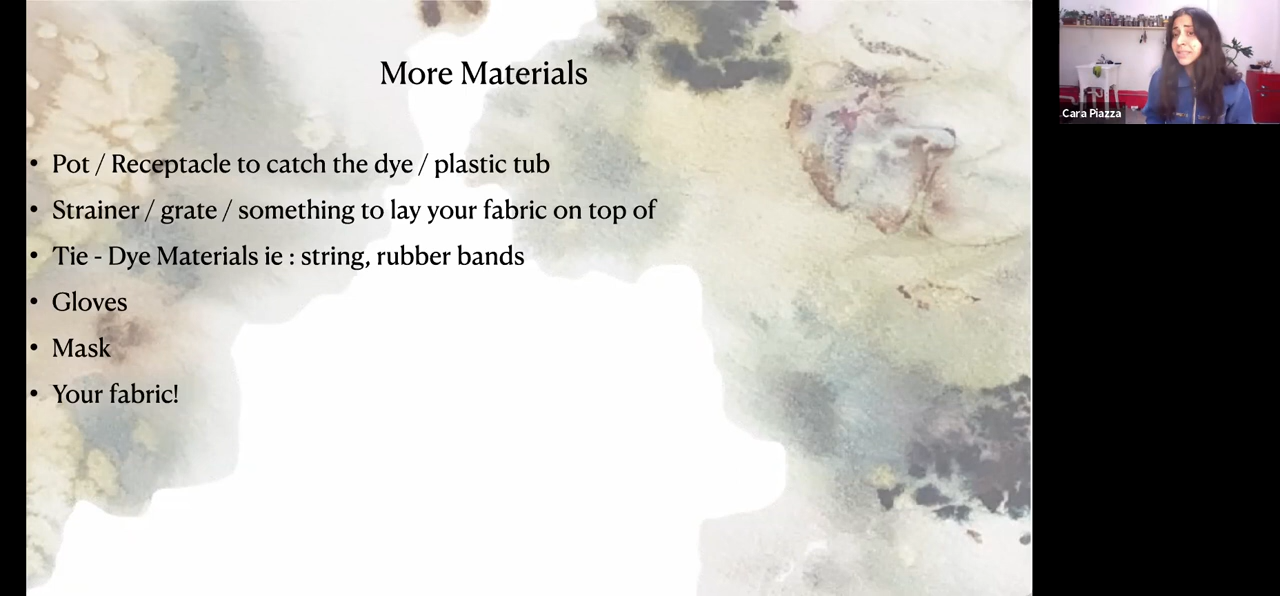 More Materials
• Pot / Receptacle to catch the dye / plastic tub
• Strainer / grate / something to lay your fabric on top of
• Tie - Dye Materials ie : string, rubber bands
• Gloves
• Mask
• Your fabric!
Cara Piazza